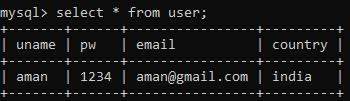 mysql> select * from user;
+-------+------+----------------+---------+
| uname | pw   | email          | country |
+-------+------+----------------+---------+
| aman  | 1234 | aman@gmail.com | india   |
+-------+------+----------------+---------+